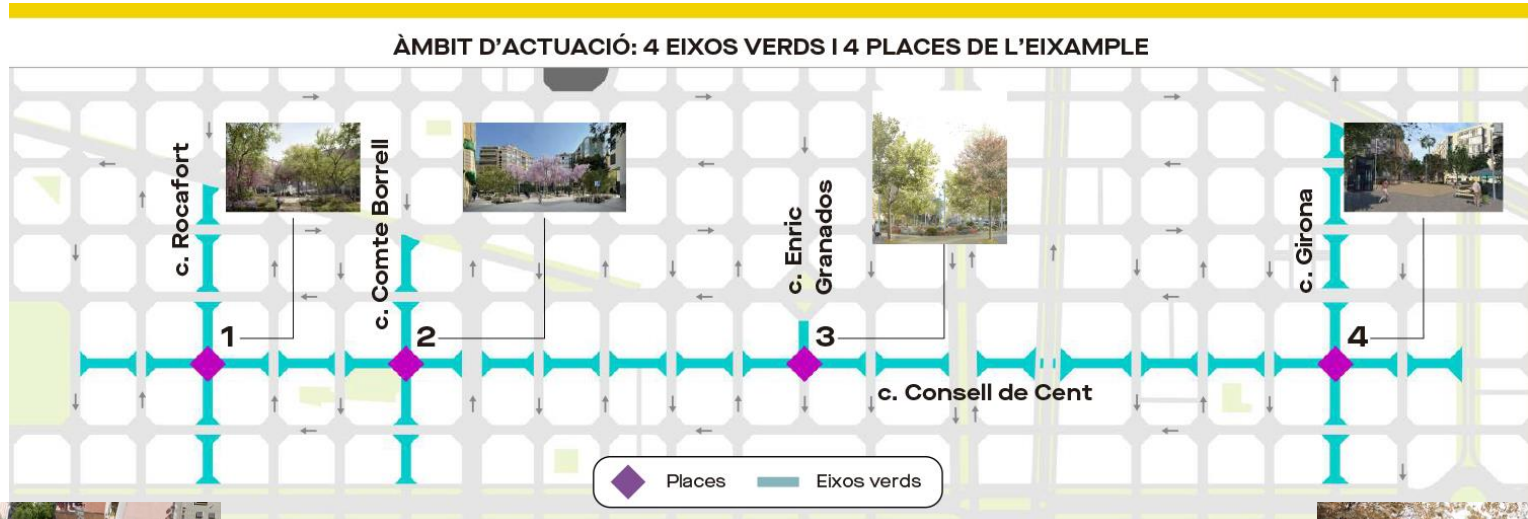 ÀMBIT D'ACTUACIÓ: 4 EIXOS VERDS I 4 PLACES DE L'EIXAMPLE
c. Rocafort
c. Comte Borrell
c. Enric
Granados
c. Girona
1
2
3
4
c. Consell de Cent
Places
Eixos verds